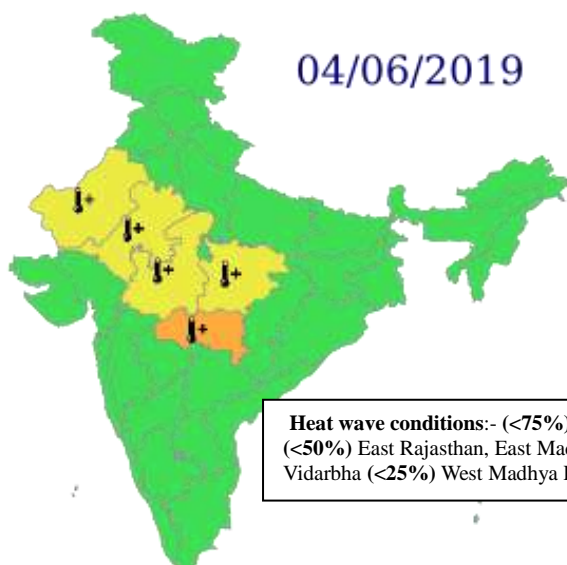 04/06/2019
Heat wave conditions:- (<75%)
(<50%) East Rajasthan, East Mad
Vidarbha (<25%) West Madhya